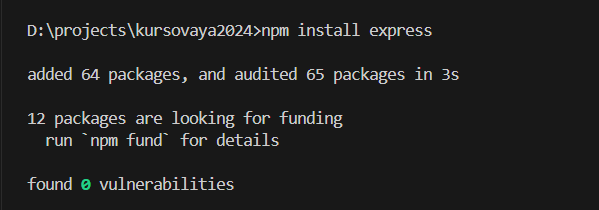 D:\projects\kursovaya2024>npm install express
added 64 packages, and audited 65 packages in 3s
12 packages are looking for funding
  run `npm fund` for details
found 0 vulnerabilities